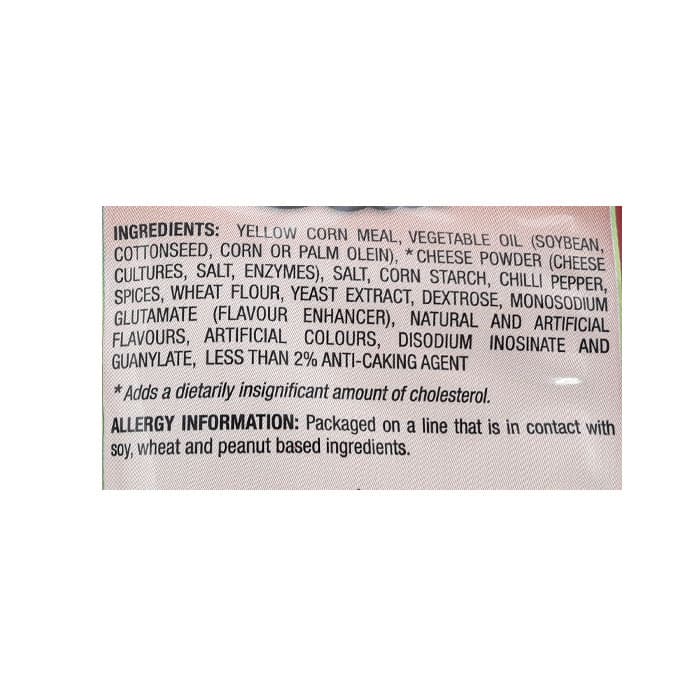 INGREDIENTS: YELLOW CORN MEAL, VEGETABLE OIL (SOYBEAN,
COTTONSEED, CORN OR PALM OLEIN), *CHEESE POWDER (CHEESE
CULTURES, SALT, ENZYMES), SALT, CORN STARCH, CHILLI PEPPER,
SPICES, WHEAT FLOUR, YEAST EXTRACT, DEXTROSE, MONOSODIUM
GLUTAMATE (FLAVOUR ENHANCER), NATURAL AND ARTIFICIAL
FLAVOURS, ARTIFICIAL COLOURS, DISODIUM INOSINATE AND
GUANYLATE, LESS THAN 2% ANTI-CAKING AGENT
*Adds a dietarily insignificant amount of cholesterol.
ALLERGY INFORMATION: Packaged on a line that is in contact with
soy, wheat and peanut based ingredients.